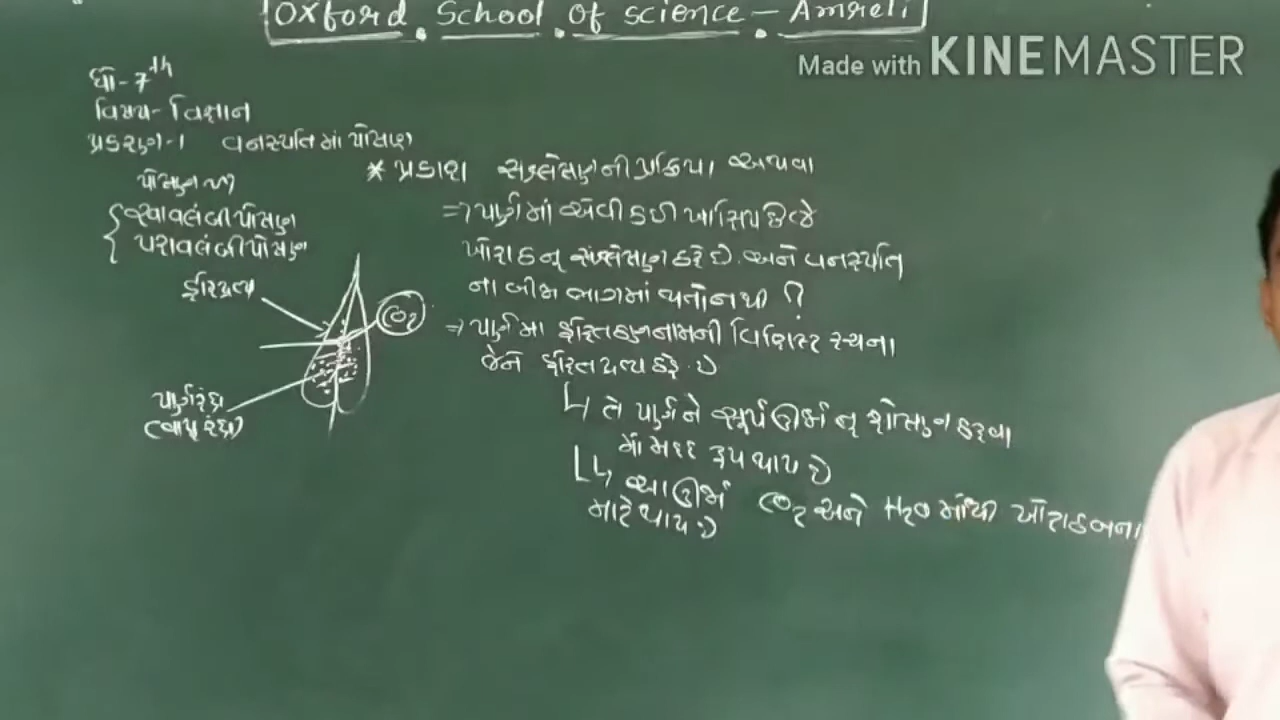 Oxford School Of science - Amreli
Made with KINEMASTER
ધો-7th
વિષય- વિજ્ઞાન
પ્રકરણ-1 વનસ્પતિમાં પોષણ
પોષણ
સ્વાવલંબી પોષણ
પરાવલંબી પોષણ
* પ્રકાશ સંશ્લેષણની પ્રક્રિયા અથવા
⇒ પર્ણમાં એવી કઈ ખાસિયત છે જે
ખોરાકનુ સંશ્લેષણ કરે છે. અને વનસ્પતિ
ના બીજા ભાગમાં થતો નથી ?
⇒ પર્ણમા હરિતકણ નામની વિશિષ્ટ રચના
જેને હરિતદ્રવ્ય કહે છે
↳ તે પર્ણને સૂર્યઊર્જાનુ શોષણ કરવા
માં મદદ રૂપ થાય છે
↳ આ ઊર્જા CO2 અને H2O માંથી ખોરાક બના
માટે થાય છે
હરિતદ્રવ્ય
CO2
પર્ણરંધ્ર
(વાયુરંધ્ર)